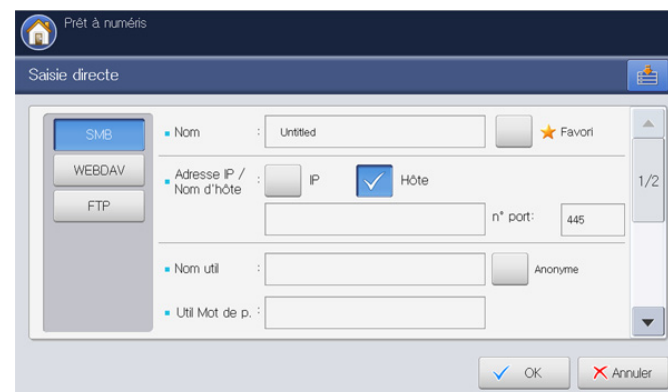 Prêt à numéris
Saisie directe
SMB
WEBDAV
FTP
Nom : Untitled Favori
Adresse IP / Nom d'hôte : IP Hôte
n° port: 445
Nom util : Anonyme
Util Mot de p. :
1/2
OK Annuler